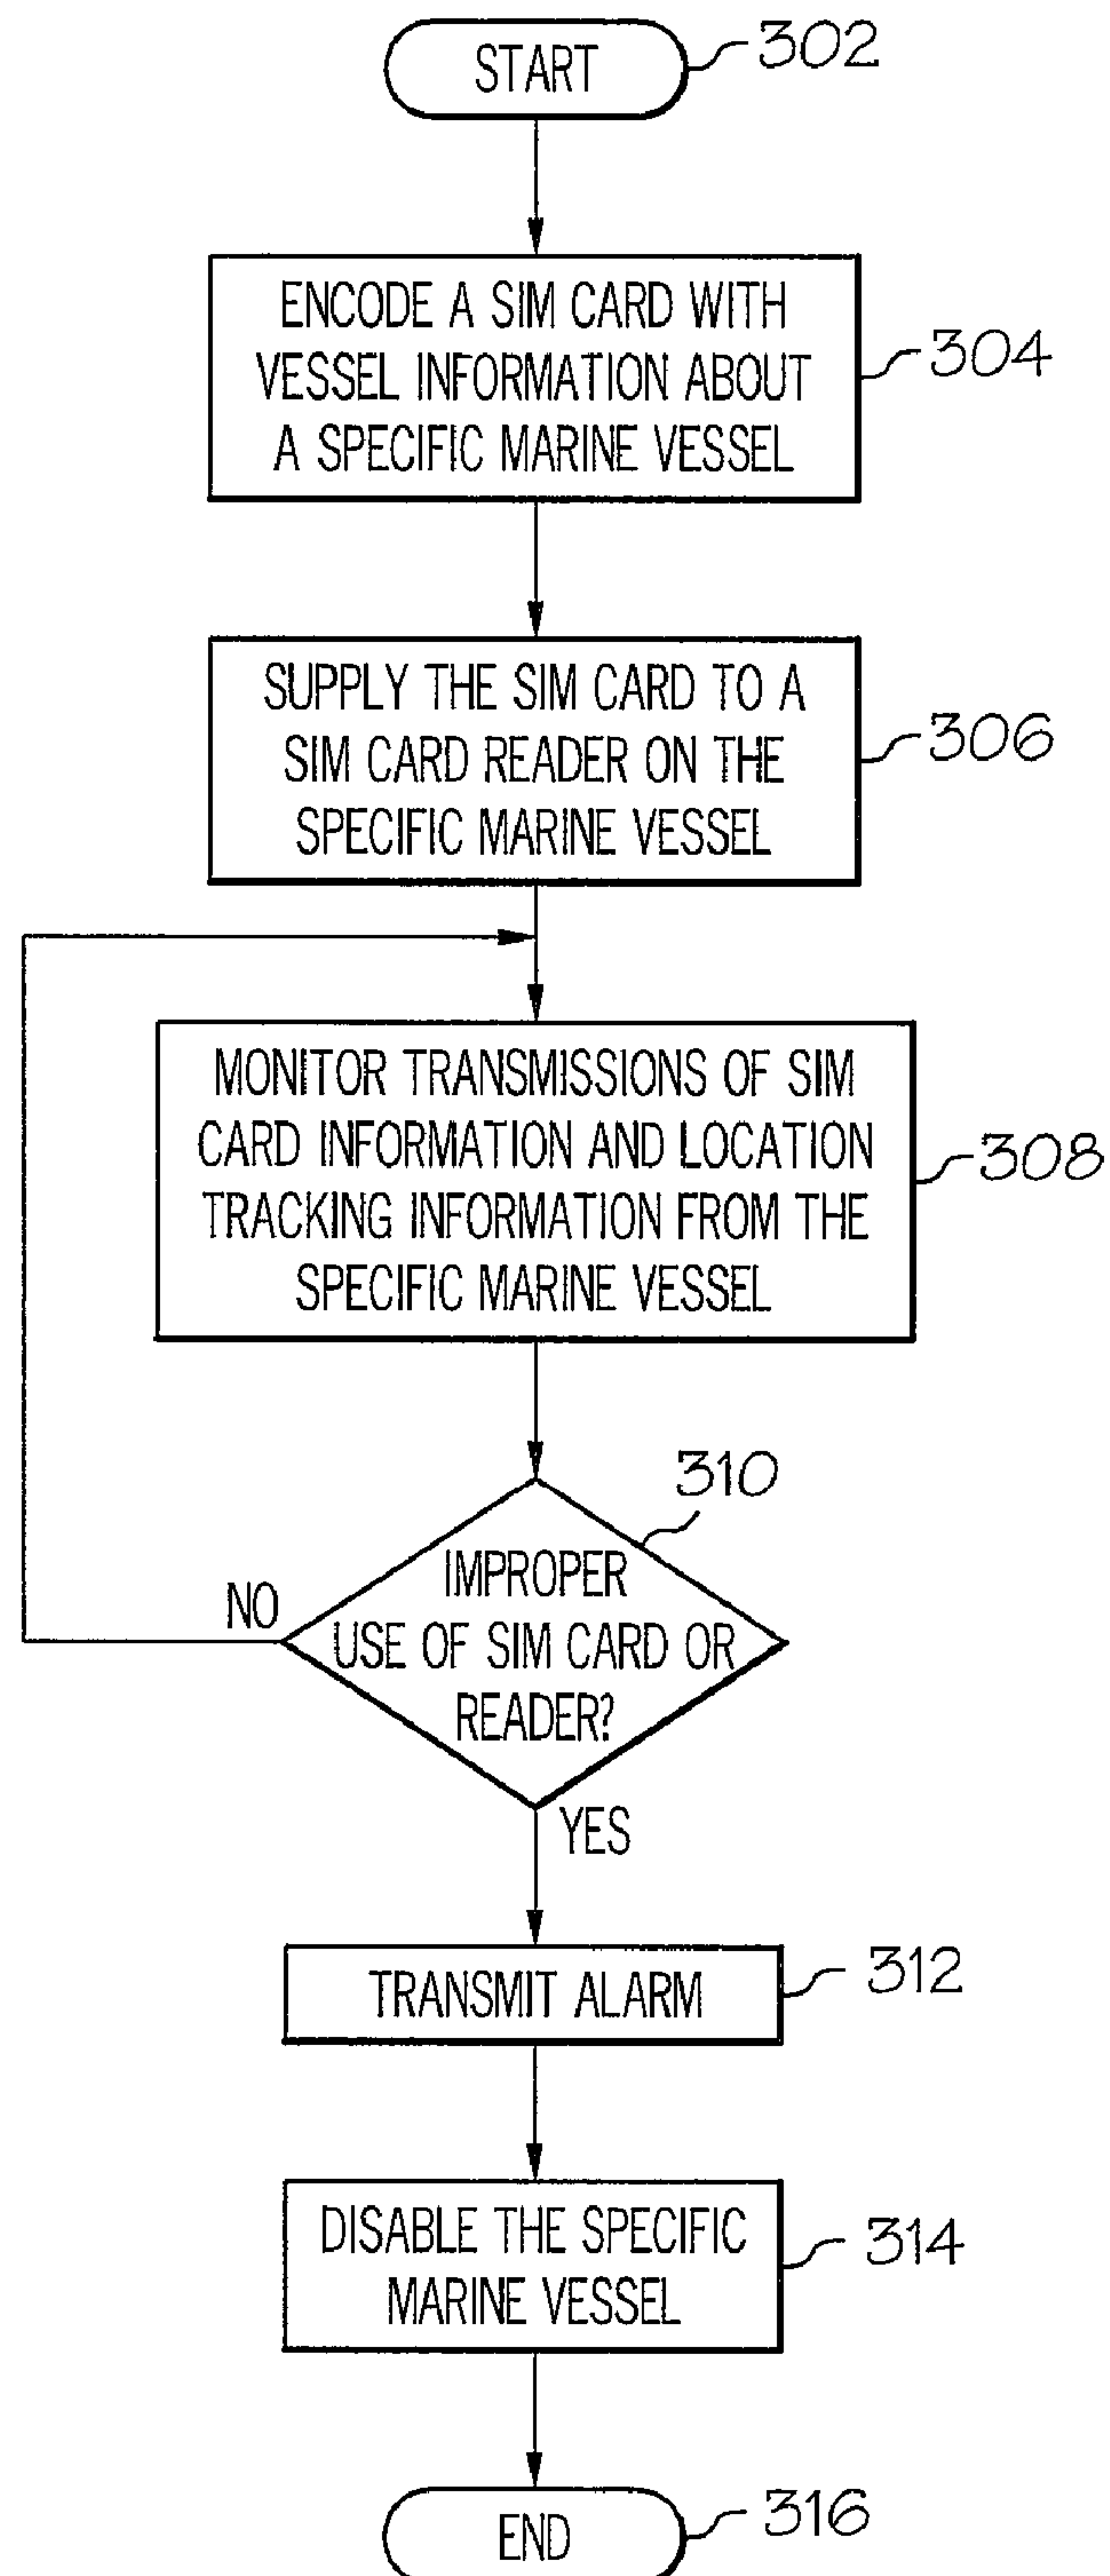 START
302
ENCODE A SIM CARD WITH
VESSEL INFORMATION ABOUT
A SPECIFIC MARINE VESSEL
304
SUPPLY THE SIM CARD TO A
SIM CARD READER ON THE
SPECIFIC MARINE VESSEL
306
MONITOR TRANSMISSIONS OF SIM
CARD INFORMATION AND LOCATION
TRACKING INFORMATION FROM THE
SPECIFIC MARINE VESSEL
308
310
IMPROPER
USE OF SIM CARD OR
READER?
NO
YES
TRANSMIT ALARM
312
DISABLE THE SPECIFIC
MARINE VESSEL
314
END
316